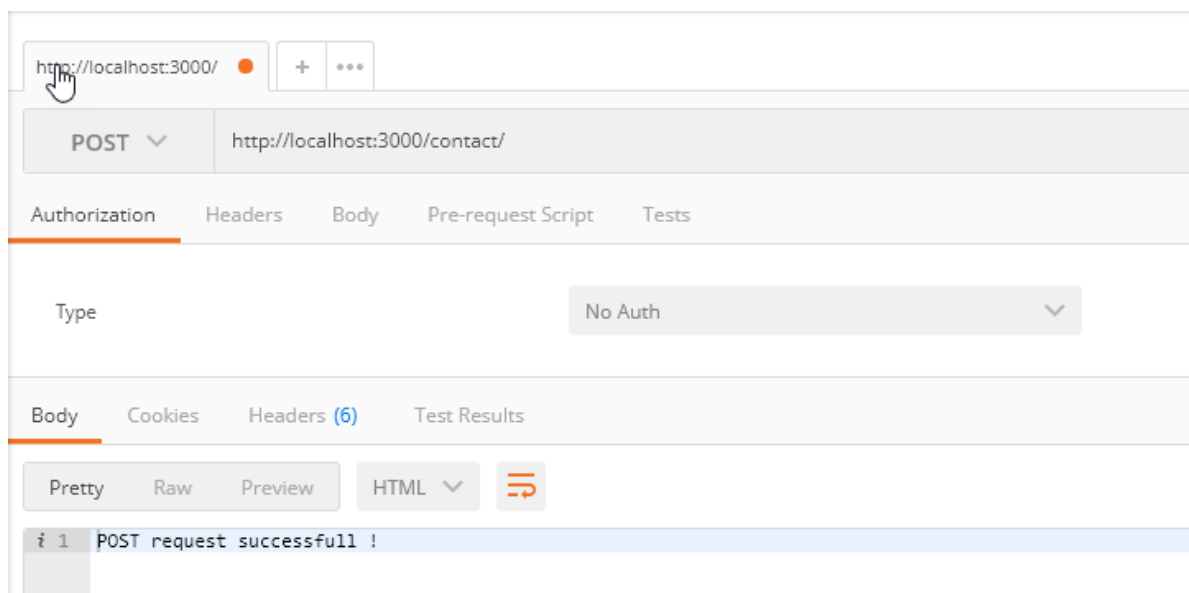 http://localhost:3000/ + •••
POST http://localhost:3000/contact/
Authorization Headers Body Pre-request Script Tests
Type No Auth
Body Cookies Headers (6) Test Results
Pretty Raw Preview HTML
i 1 POST request successfull !